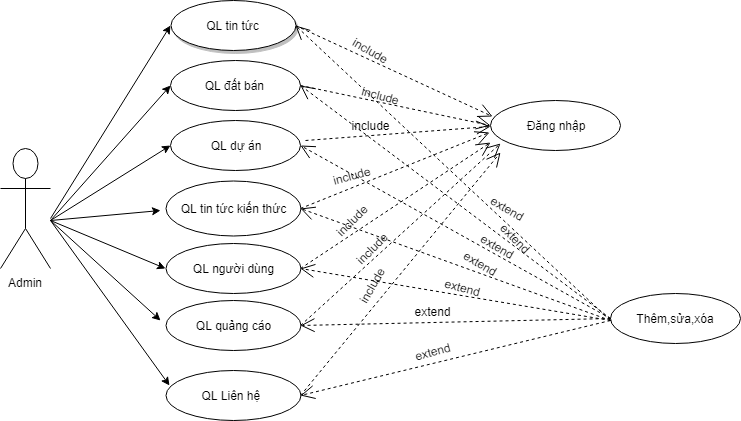 QL tin tức
include
QL đất bán
include
Đăng nhập
QL dự án
include
include
QL tin tức kiến thức
extend
include
extend
include
extend
QL người dùng
extend
include
Admin
QL quảng cáo
extend
Thêm,sửa,xóa
extend
QL Liên hệ